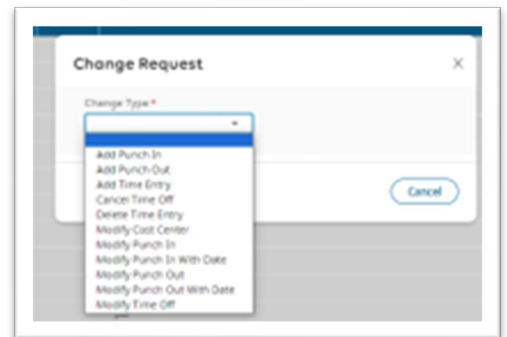 Change Request
Change Type *
Add Punch In
Add Punch Out
Add Time Entry
Cancel Time Off
Delete Time Entry
Modify Cost Center
Modify Punch In
Modify Punch In With Date
Modify Punch Out
Modify Punch Out With Date
Modify Time Off
Cancel